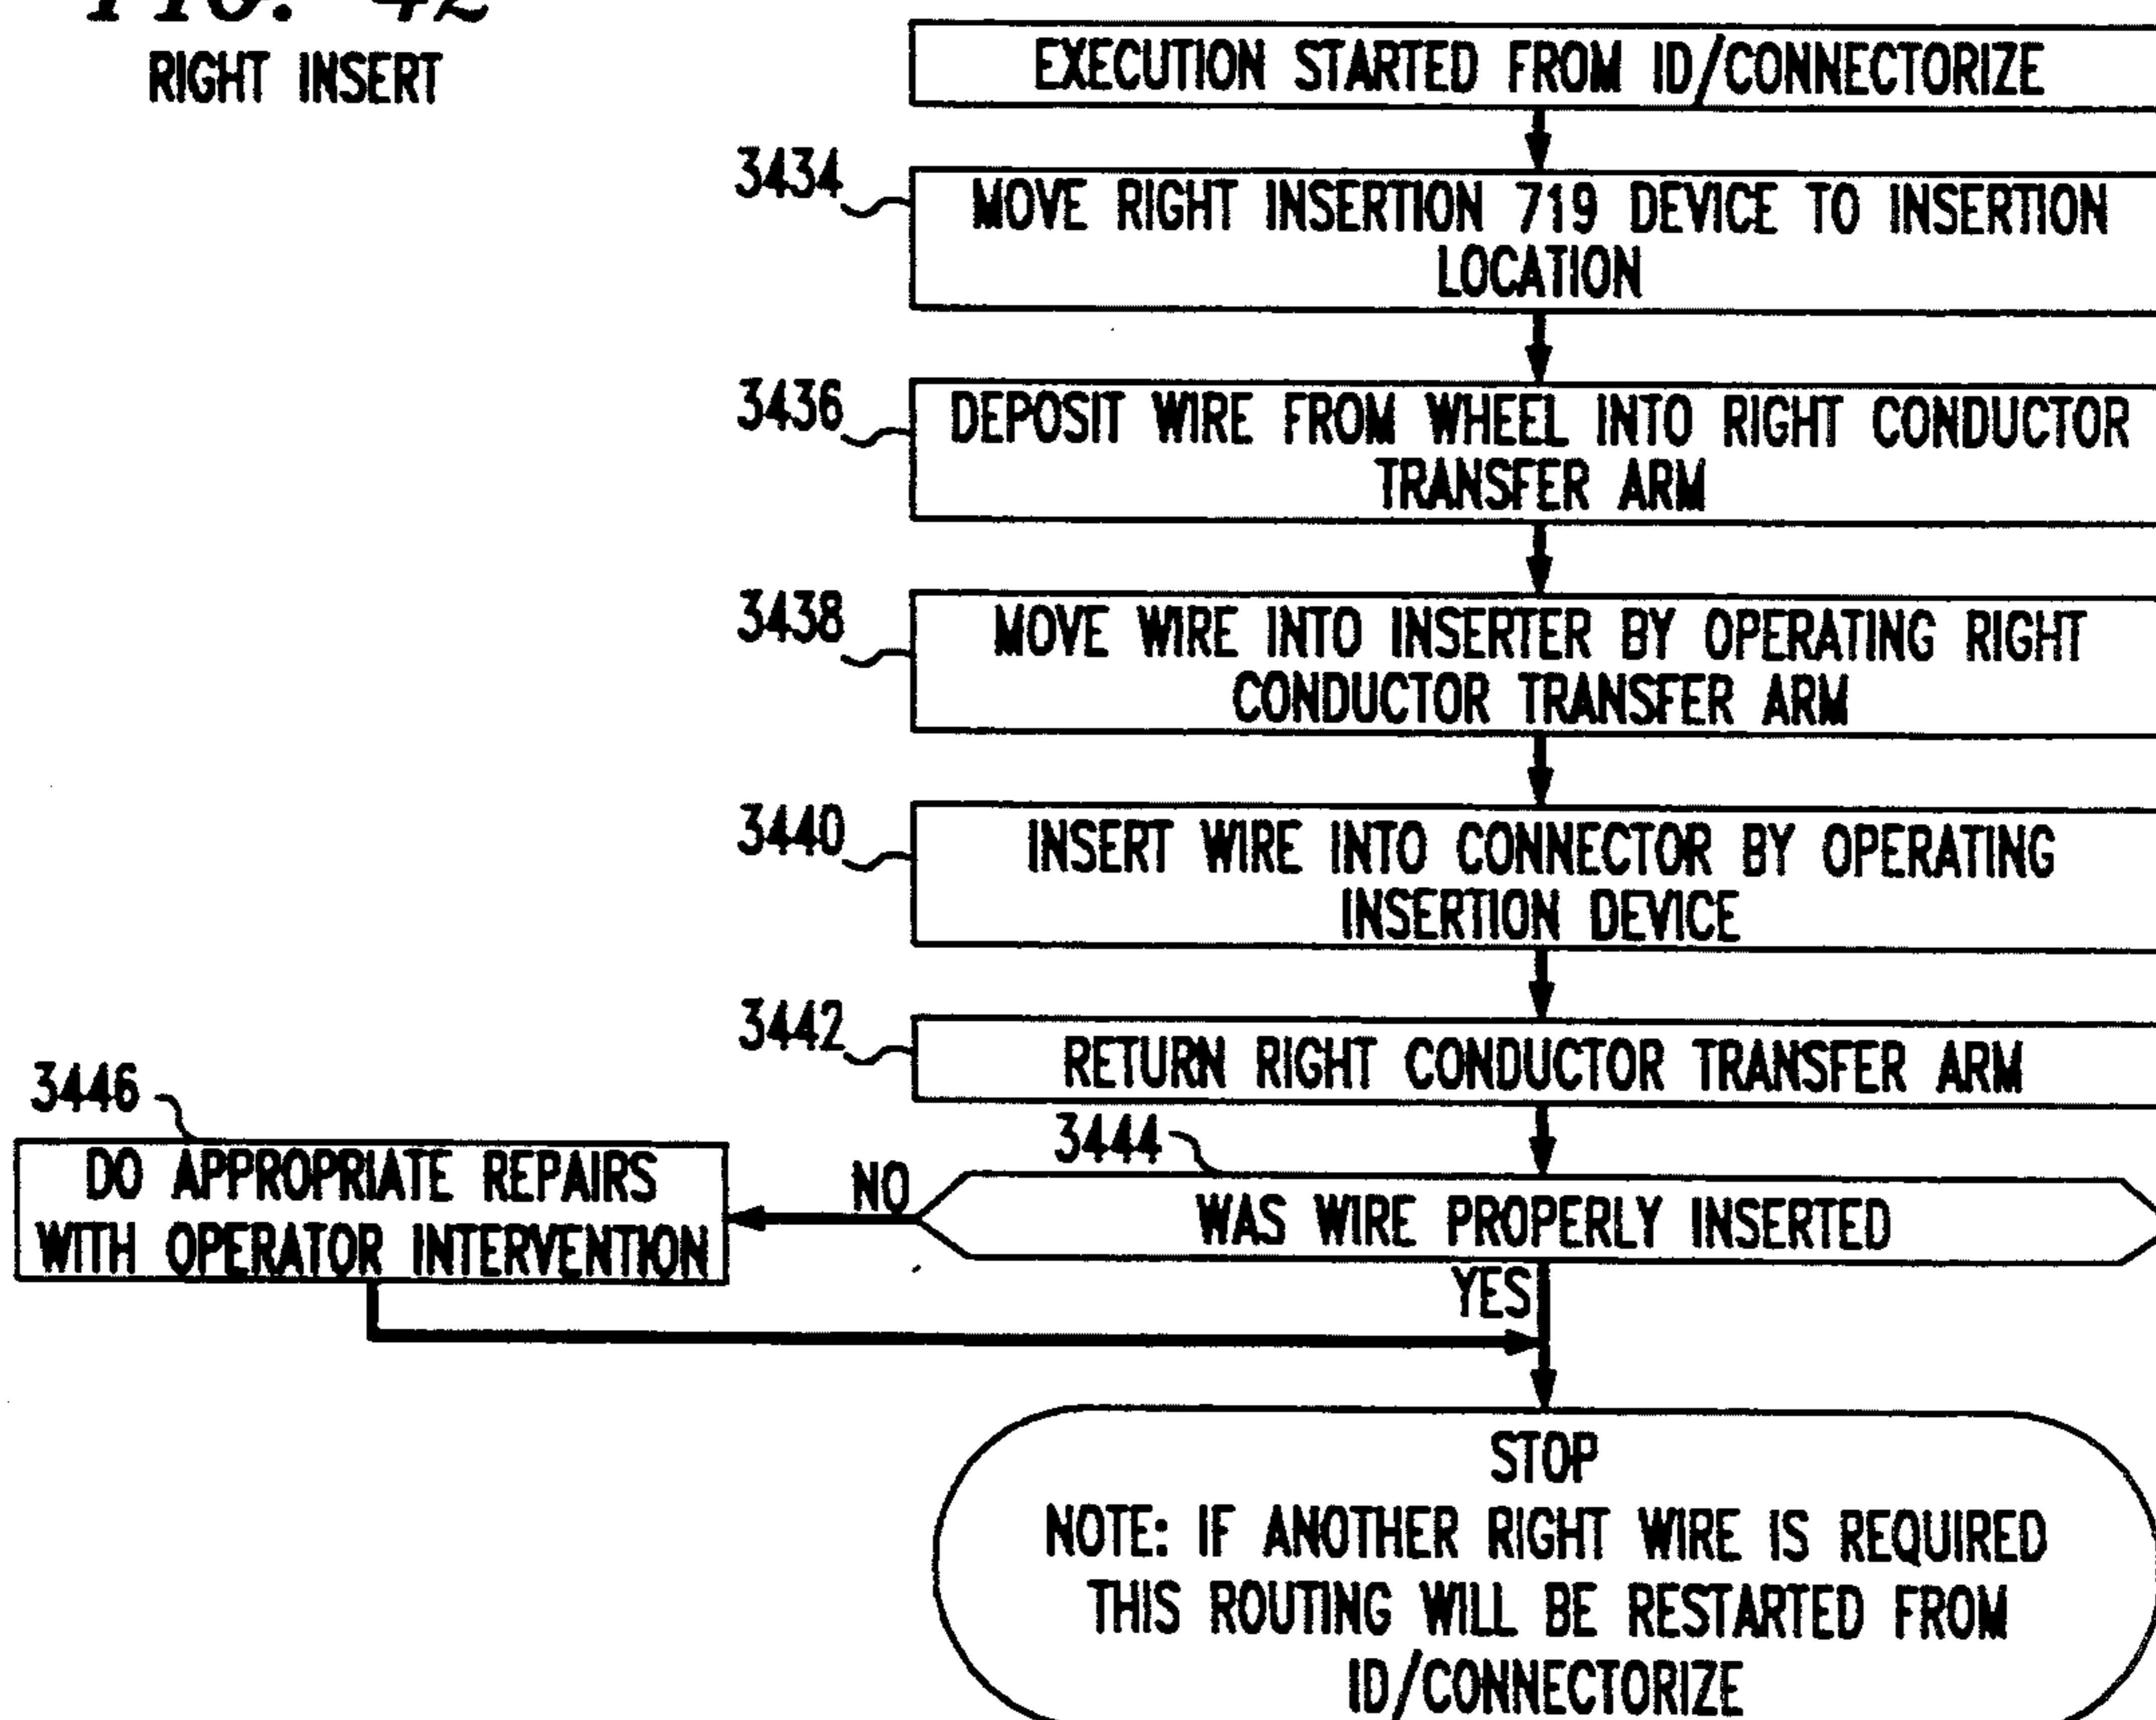 FIG. 42
RIGHT INSERT
EXECUTION STARTED FROM ID/CONNECTORIZE
3434
MOVE RIGHT INSERTION 719 DEVICE TO INSERTION
LOCATION
3436
DEPOSIT WIRE FROM WHEEL INTO RIGHT CONDUCTOR
TRANSFER ARM
3438
MOVE WIRE INTO INSERTER BY OPERATING RIGHT
CONDUCTOR TRANSFER ARM
3440
INSERT WIRE INTO CONNECTOR BY OPERATING
INSERTION DEVICE
3442
RETURN RIGHT CONDUCTOR TRANSFER ARM
3444
WAS WIRE PROPERLY INSERTED
NO
3446
DO APPROPRIATE REPAIRS
WITH OPERATOR INTERVENTION
YES
STOP
NOTE: IF ANOTHER RIGHT WIRE IS REQUIRED
THIS ROUTING WILL BE RESTARTED FROM
ID/CONNECTORIZE